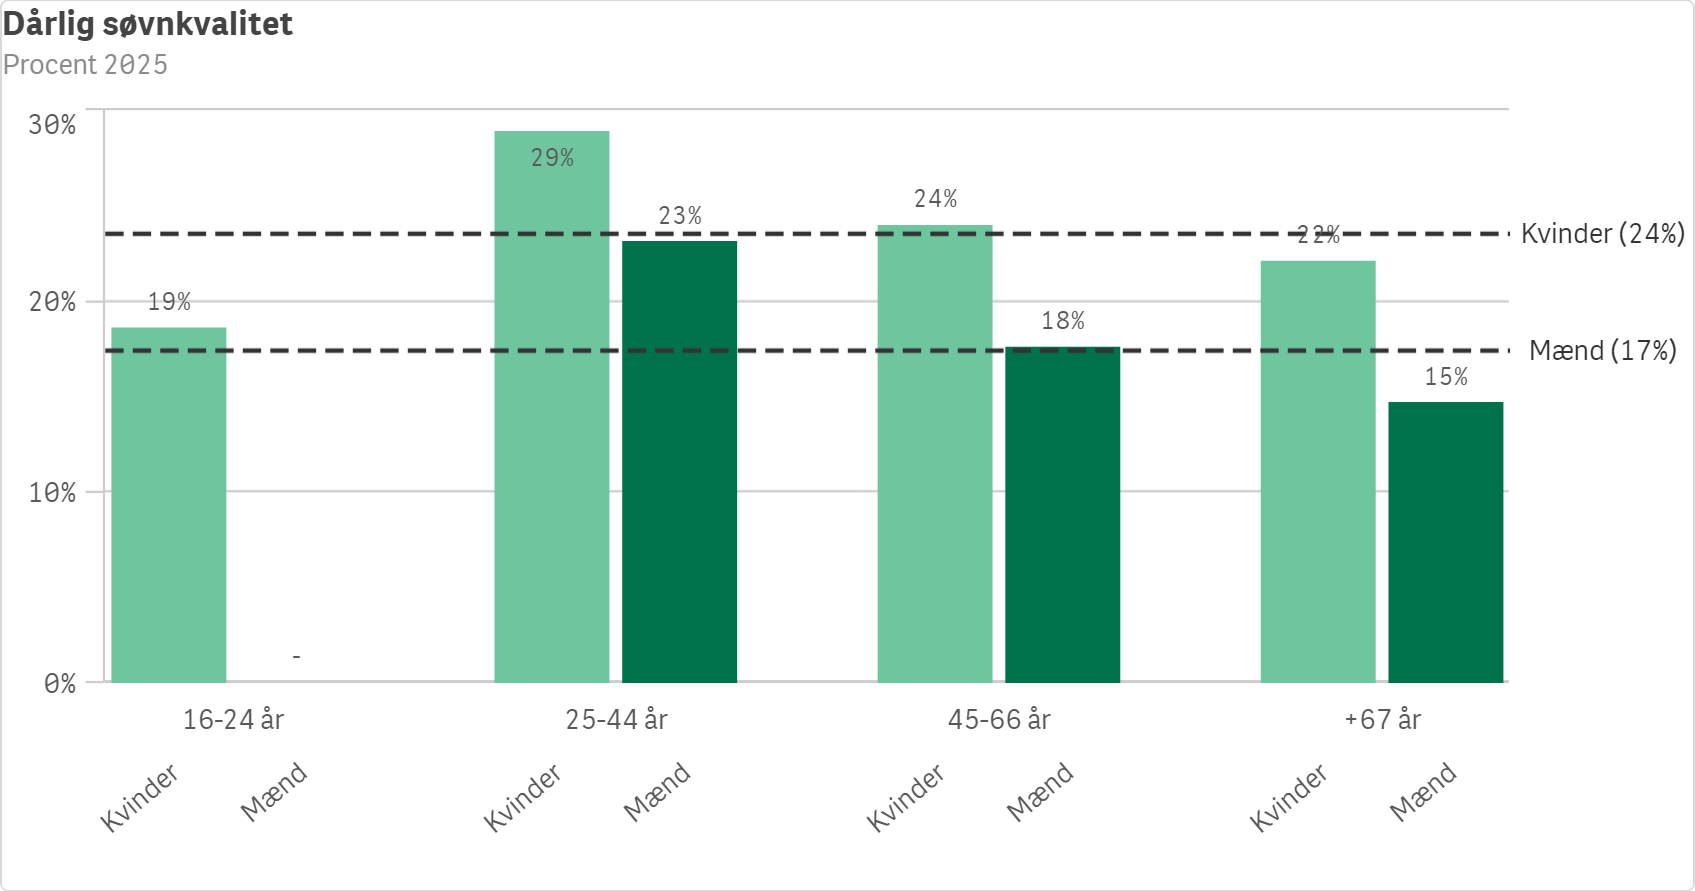 Dårlig søvnkvalitet
Procent 2025
30%
20%
10%
0%
19%
-
29%
23%
24%
18%
22%
15%
Kvinder (24%)
Mænd (17%)
16-24 år
25-44 år
45-66 år
+67 år
Kvinder
Mænd
Kvinder
Mænd
Kvinder
Mænd
Kvinder
Mænd